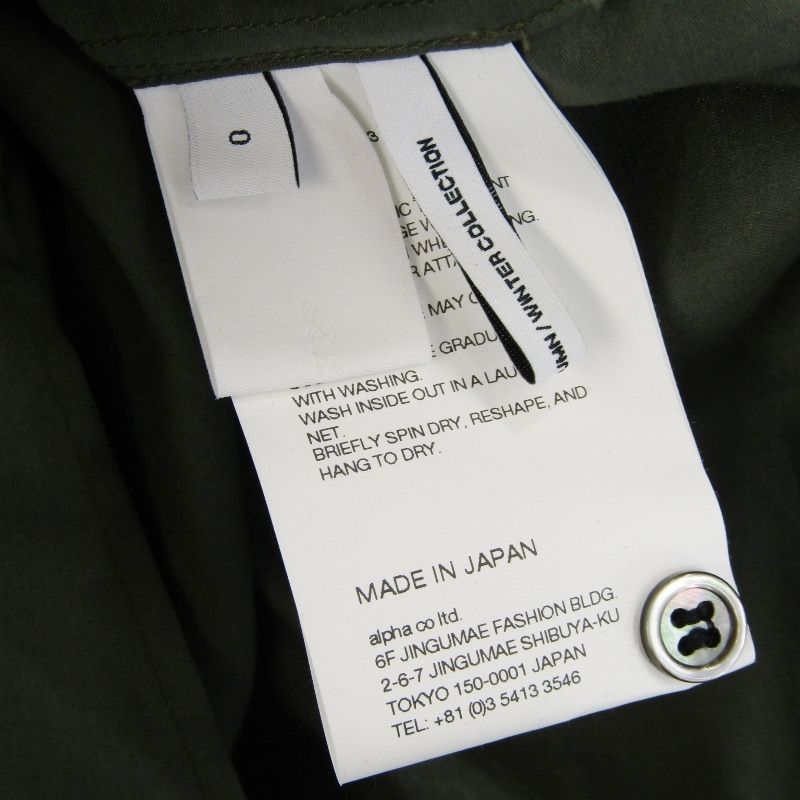 0
3
WINTER COLLECTION
MAY
WITH WASHING.
WASH INSIDE OUT IN A
NET.
BRIEFLY SPIN DRY, RESHAPE, AND
HANG TO DRY.
MADE IN JAPAN
alpha co ltd.
6F JINGUMAE FASHION BLDG.
2-6-7 JINGUMAE SHIBUYA-KU
TOKYO 150-0001 JAPAN
TEL: +81 (0)3 5413 3546